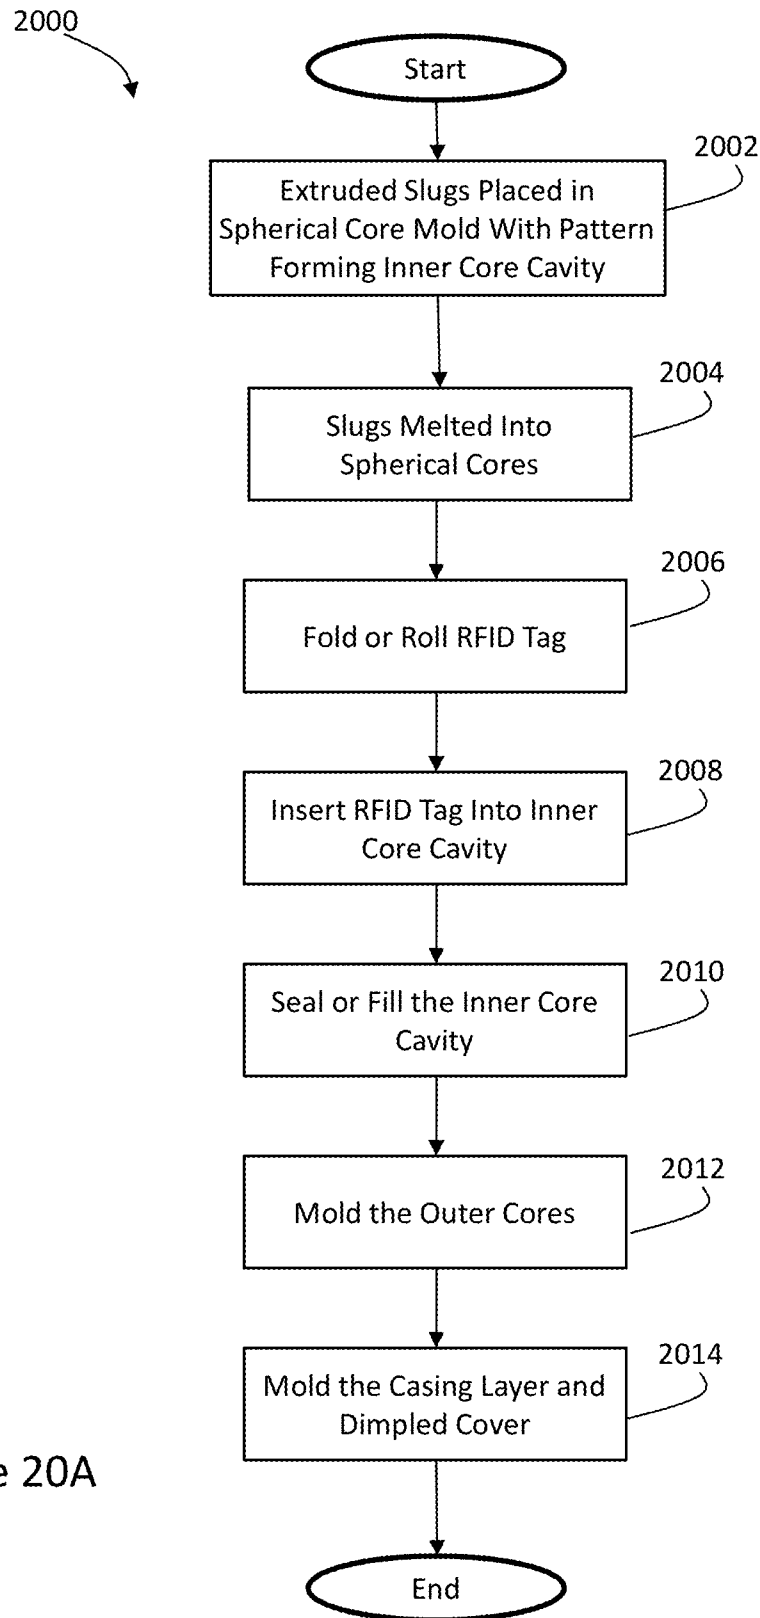 2000
Start
2002
Extruded Slugs Placed in
Spherical Core Mold With Pattern
Forming Inner Core Cavity
2004
Slugs Melted Into
Spherical Cores
2006
Fold or Roll RFID Tag
2008
Insert RFID Tag Into Inner
Core Cavity
2010
Seal or Fill the Inner Core
Cavity
2012
Mold the Outer Cores
2014
Mold the Casing Layer and
Dimpled Cover
e 20A
End